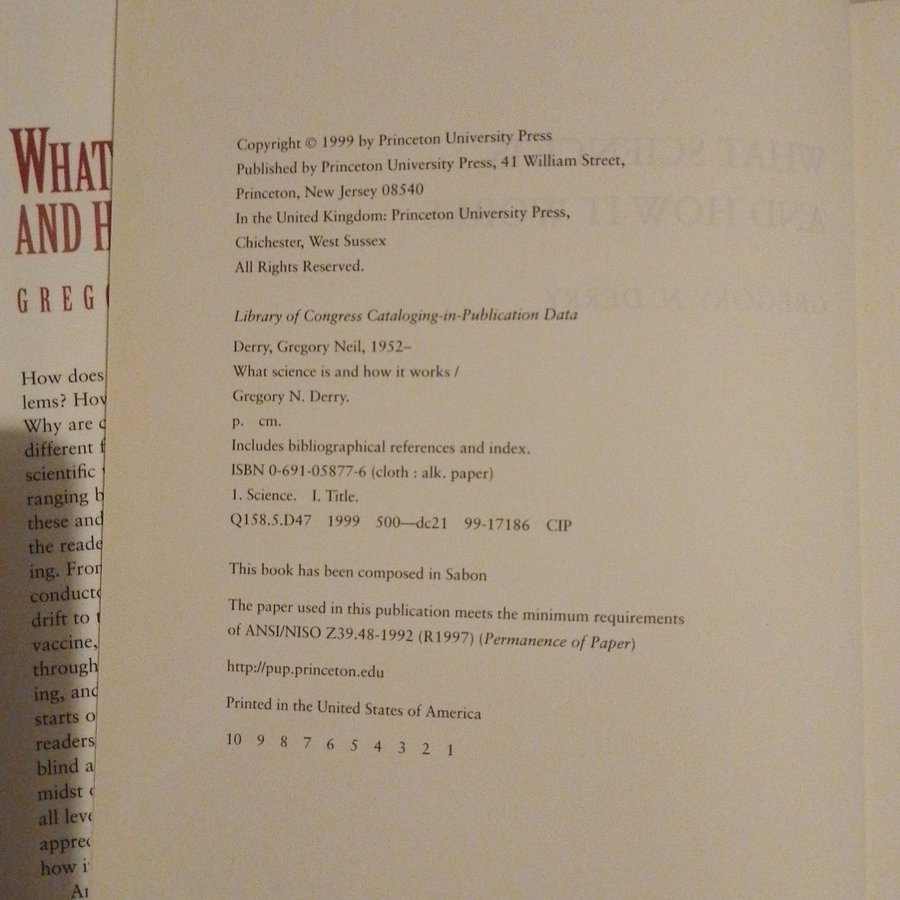 WHAT
AND H
GREGO
How does
lems? How
Why are d
different f
scientific
ranging b
these and
the reade
ing. From
conducto
drift to t
vaccine,
through
ing, and
starts o
readers
blind a
midst o
all leve
apprec
how i
Ar
Copyright © 1999 by Princeton University Press
Published by Princeton University Press, 41 William Street,
Princeton, New Jersey 08540
In the United Kingdom: Princeton University Press,
Chichester, West Sussex
All Rights Reserved.
Library of Congress Cataloging-in-Publication Data
Derry, Gregory Neil, 1952–
What science is and how it works /
Gregory N. Derry.
p. cm.
Includes bibliographical references and index.
ISBN 0-691-05877-6 (cloth : alk. paper)
1. Science. I. Title.
Q158.5.D47 1999 500—dc21 99-17186 CIP
This book has been composed in Sabon
The paper used in this publication meets the minimum requirements
of ANSI/NISO Z39.48-1992 (R1997) (Permanence of Paper)
http://pup.princeton.edu
Printed in the United States of America
10 9 8 7 6 5 4 3 2 1